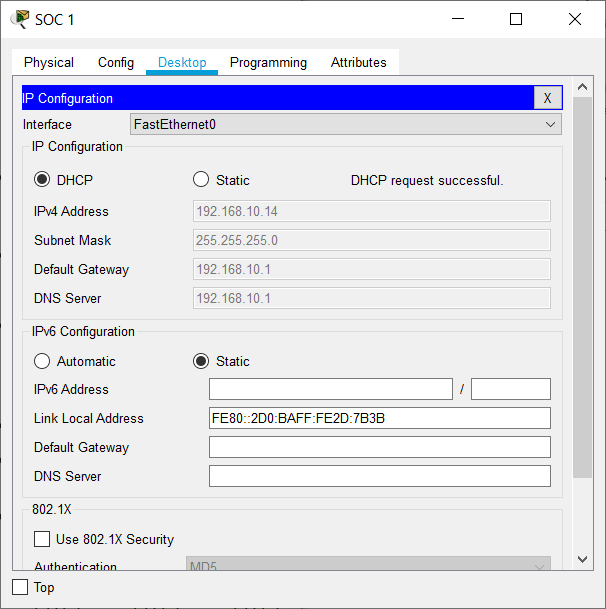 SOC 1
Physical Config Desktop Programming Attributes
IP Configuration X
Interface FastEthernet0
IP Configuration
DHCP Static DHCP request successful.
IPv4 Address 192.168.10.14
Subnet Mask 255.255.255.0
Default Gateway 192.168.10.1
DNS Server 192.168.10.1
IPv6 Configuration
Automatic Static
IPv6 Address /
Link Local Address FE80::2D0:BAFF:FE2D:7B3B
Default Gateway
DNS Server
802.1X
Use 802.1X Security
Authentication MD5
Top